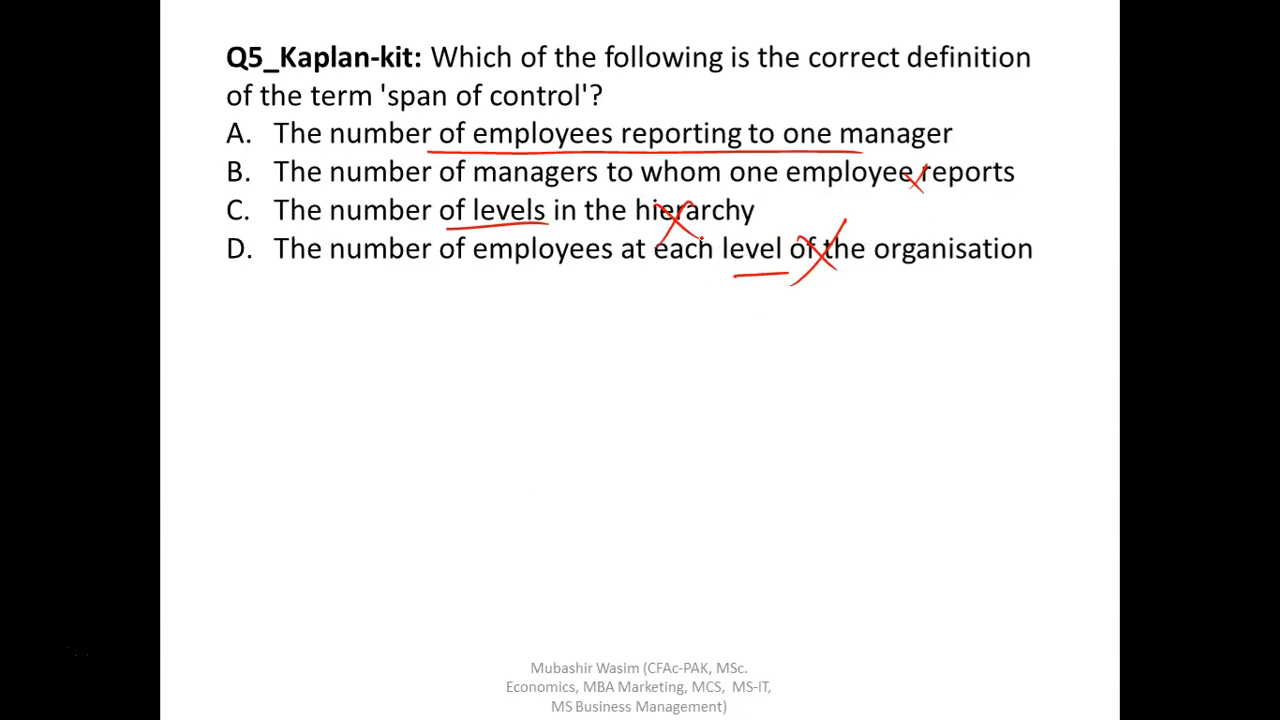 Q5_Kaplan-kit: Which of the following is the correct definition
of the term 'span of control'?
A. The number of employees reporting to one manager
B. The number of managers to whom one employee reports
C. The number of levels in the hierarchy
D. The number of employees at each level of the organisation
Mubashir Wasim (CFAc-PAK, MSc.
Economics, MBA Marketing, MCS, MS-IT,
MS Business Management)